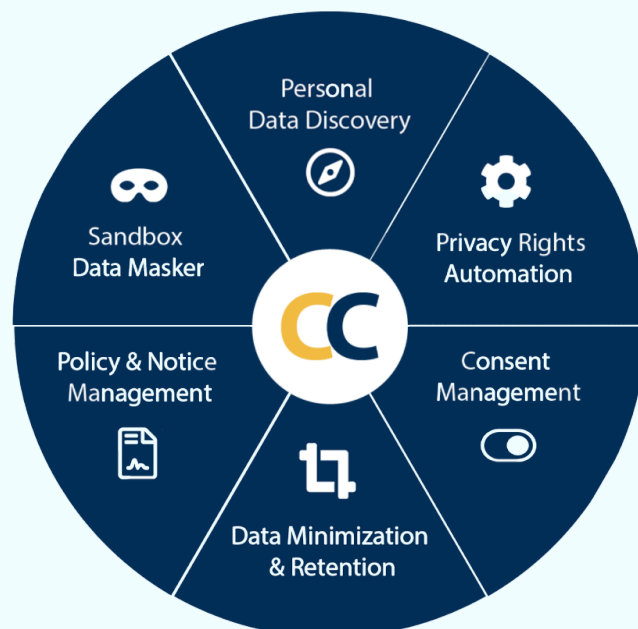 Personal
Data Discovery
Privacy Rights
Automation
Consent
Management
Data Minimization
& Retention
Policy & Notice
Management
Sandbox
Data Masker
CC